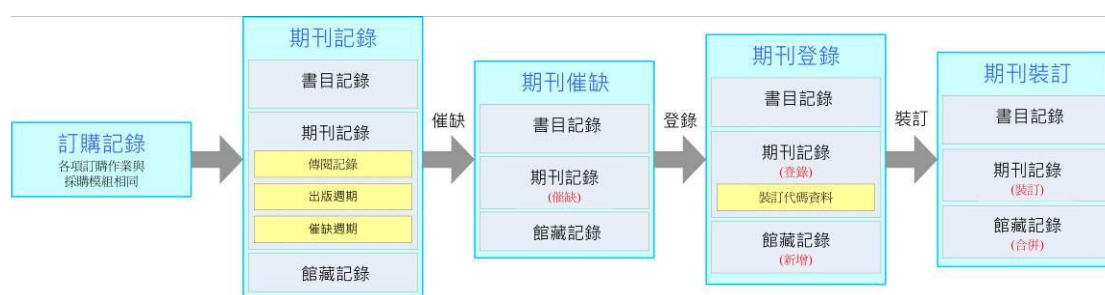 訂購記錄
各項訂購作業與
採購模組相同
期刊記錄
書目記錄
期刊記錄
傳閱記錄
出版週期
催缺週期
館藏記錄
催缺
期刊催缺
書目記錄
期刊記錄
(催缺)
館藏記錄
登錄
期刊登錄
書目記錄
期刊記錄
(登錄)
裝訂代碼資料
館藏記錄
(新增)
裝訂
期刊裝訂
書目記錄
期刊記錄
(裝訂)
館藏記錄
(合併)